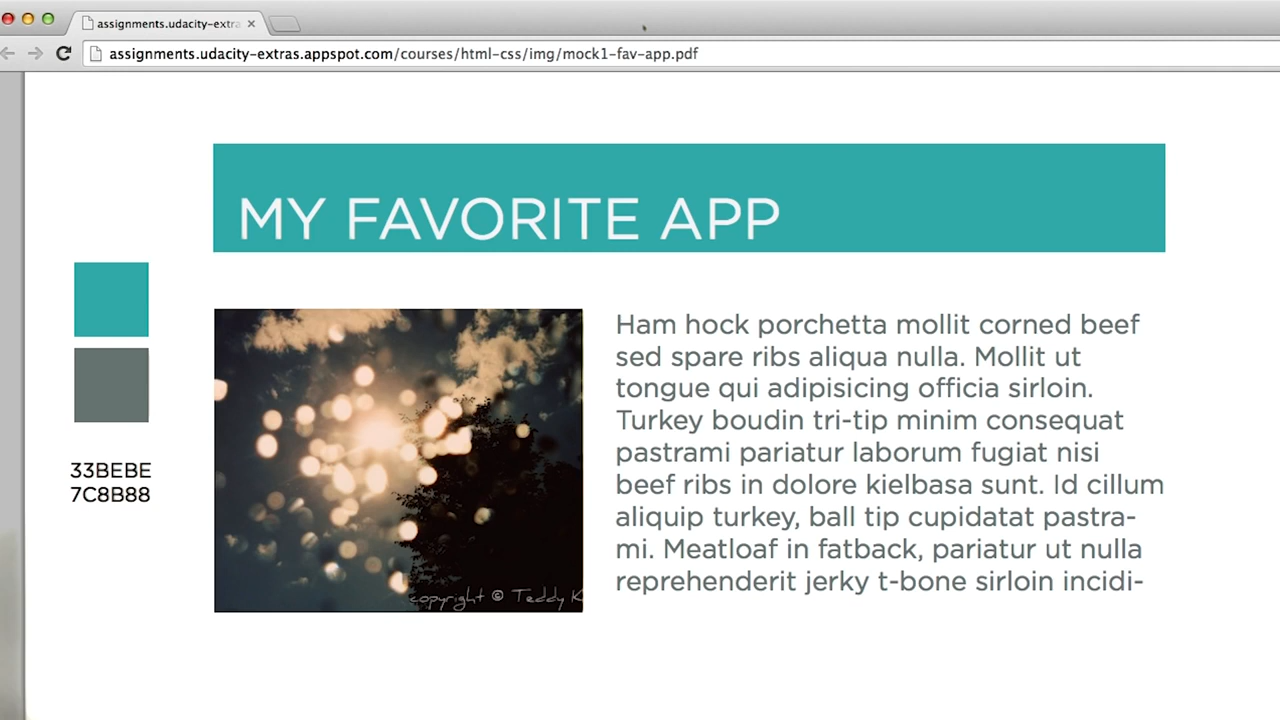 assignments.udacity-extra
assignments.udacity-extras.appspot.com/courses/html-css/img/mock1-fav-app.pdf
MY FAVORITE APP
33BEBE
7C8B88
copyright © Teddy K
Ham hock porchetta mollit corned beef
sed spare ribs aliqua nulla. Mollit ut
tongue qui adipisicing officia sirloin.
Turkey boudin tri-tip minim consequat
pastrami pariatur laborum fugiat nisi
beef ribs in dolore kielbasa sunt. Id cillum
aliquip turkey, ball tip cupidatat pastra-
mi. Meatloaf in fatback, pariatur ut nulla
reprehenderit jerky t-bone sirloin incidi-